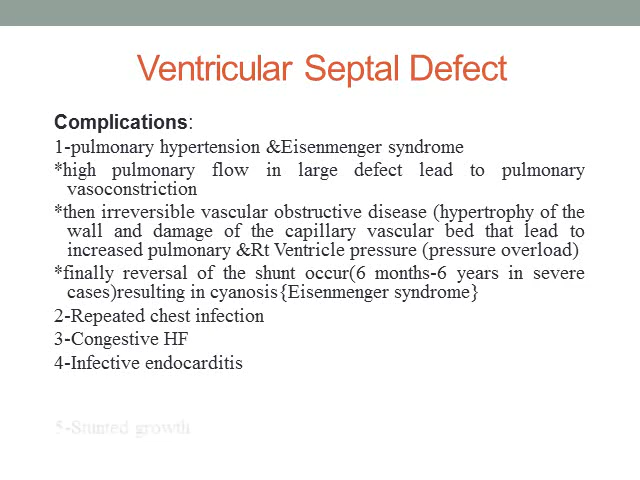 Ventricular Septal Defect
Complications:
1-pulmonary hypertension &Eisenmenger syndrome
*high pulmonary flow in large defect lead to pulmonary
vasoconstriction
*then irreversible vascular obstructive disease (hypertrophy of the
wall and damage of the capillary vascular bed that lead to
increased pulmonary &Rt Ventricle pressure (pressure overload)
*finally reversal of the shunt occur(6 months-6 years in severe
cases)resulting in cyanosis{Eisenmenger syndrome}
2-Repeated chest infection
3-Congestive HF
4-Infective endocarditis
5-Stunted growth